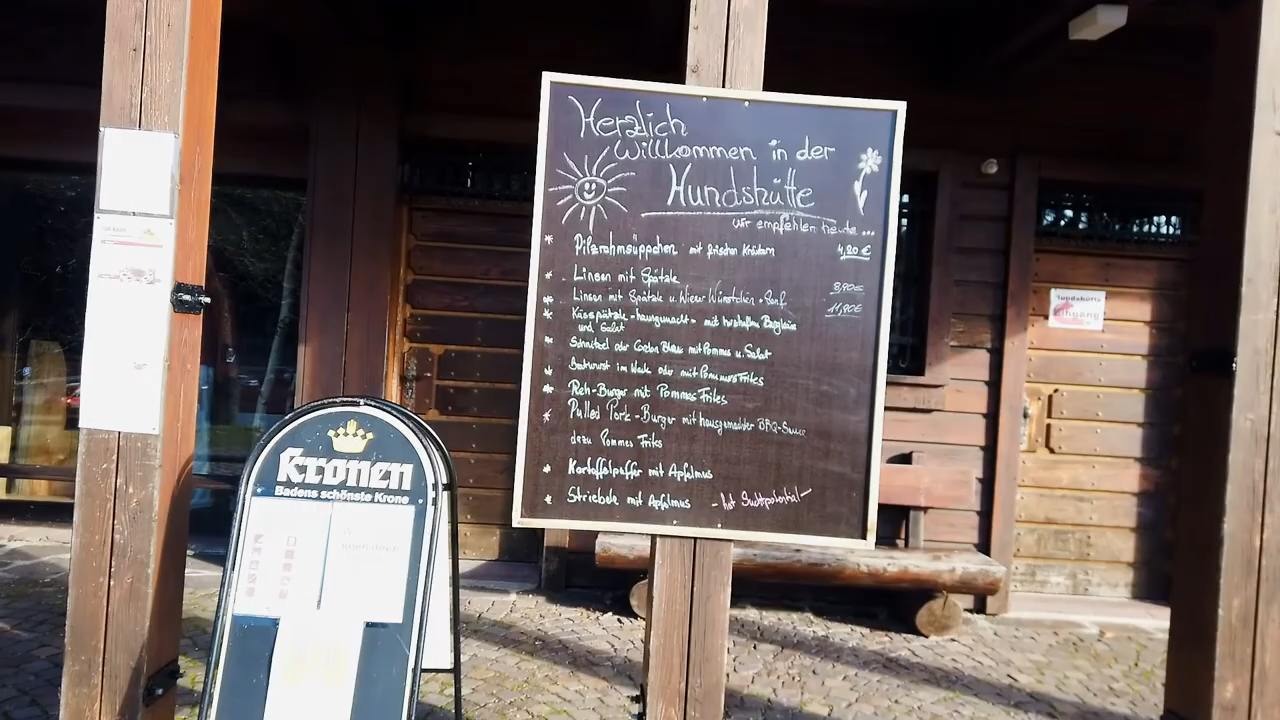 Herzlich
Willkommen in der
Hundshütte
wir empfehlen heute...
* Pilzrahmsüppchen mit frischen Kräutern 4,20 €
* Linsen mit Spätzle 8,90€
* Linsen mit Spätzle u. Wiener Würstchen + Senf 11,90€
* Käsespätzle -hausgemacht- mit
und Salat
* Schnitzel oder Cordon Bleu mit Pommes u. Salat
* Bratwurst im Weck oder mit Pommes Frites
* Reh-Burger mit Pommes Frites
* Pulled Pork-Burger mit hausgemachter BBQ-Sauce
dazu Pommes Frites
* Kartoffelpuffer mit Apfelmus
* Striebele mit Apfelmus - hat Suchtpotential -
Kronen
Badens schönste Krone
Hundshütte
Eingang